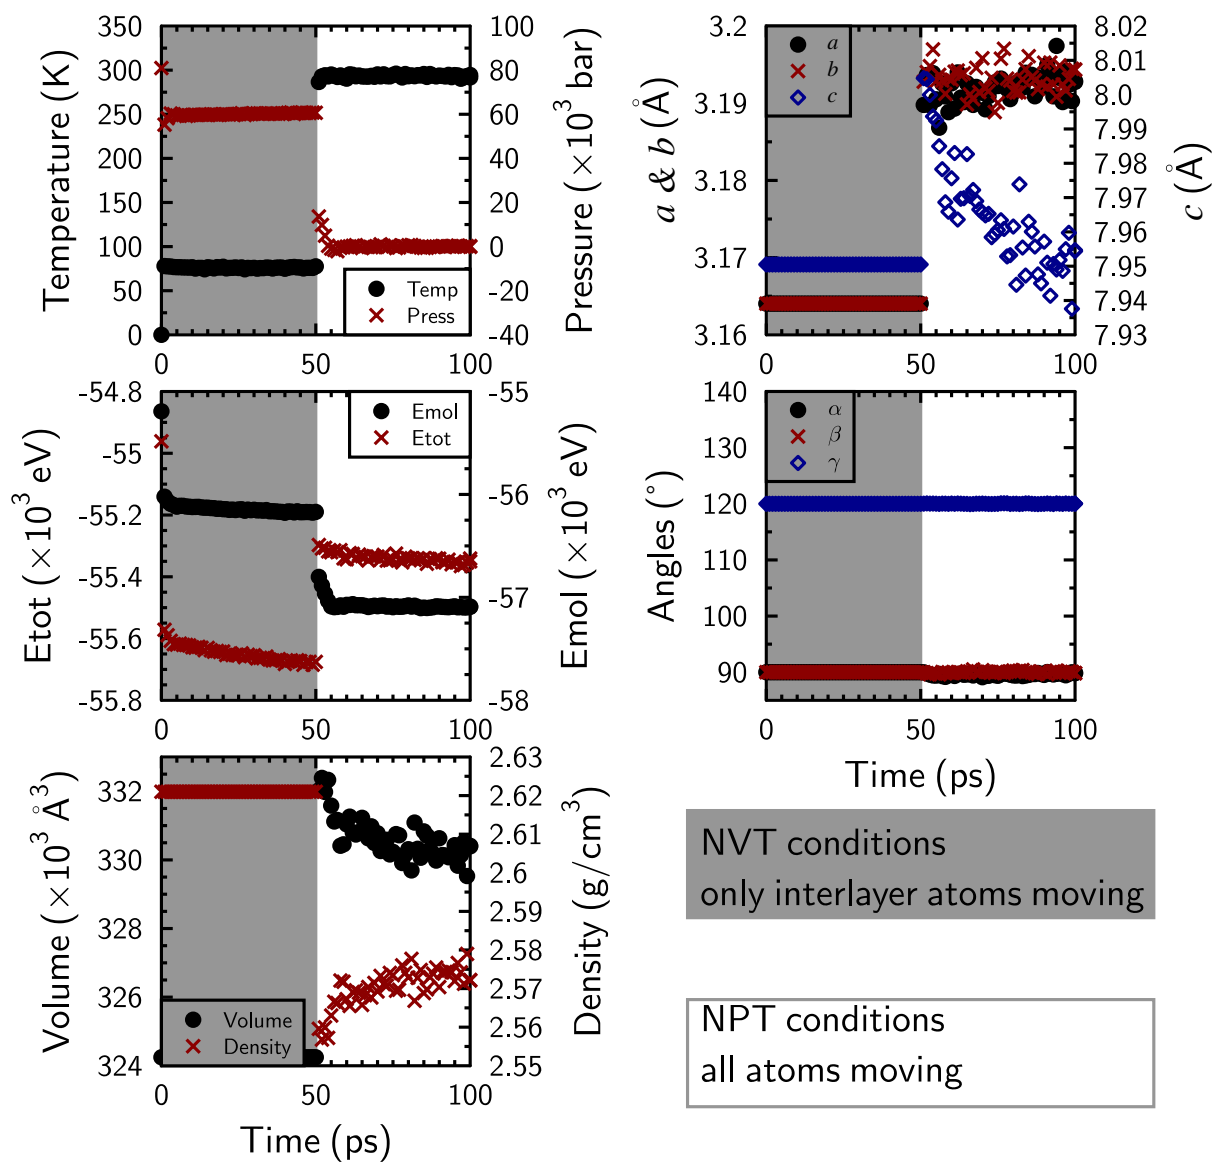 350
300
250
200
150
100
50
0
Temperature (K)
100
80
60
40
20
0
-20
-40
Pressure (×10³ bar)
Temp
Press
0
50
100
3.2
3.19
3.18
3.17
3.16
a & b (Å)
8.02
8.01
8.0
7.99
7.98
7.97
7.96
7.95
7.94
7.93
c (Å)
a
b
c
0
50
100
-54.8
-55
-55.2
-55.4
-55.6
-55.8
Etot (×10³ eV)
-55
-56
-57
-58
Emol (×10³ eV)
Emol
Etot
0
50
100
140
130
120
110
100
90
Angles (°)
α
β
γ
0
50
100
Time (ps)
332
330
328
326
324
Volume (×10³ Å³)
2.63
2.62
2.61
2.6
2.59
2.58
2.57
2.56
2.55
Density (g/cm³)
Volume
Density
0
50
100
Time (ps)
NVT conditions
only interlayer atoms moving
NPT conditions
all atoms moving